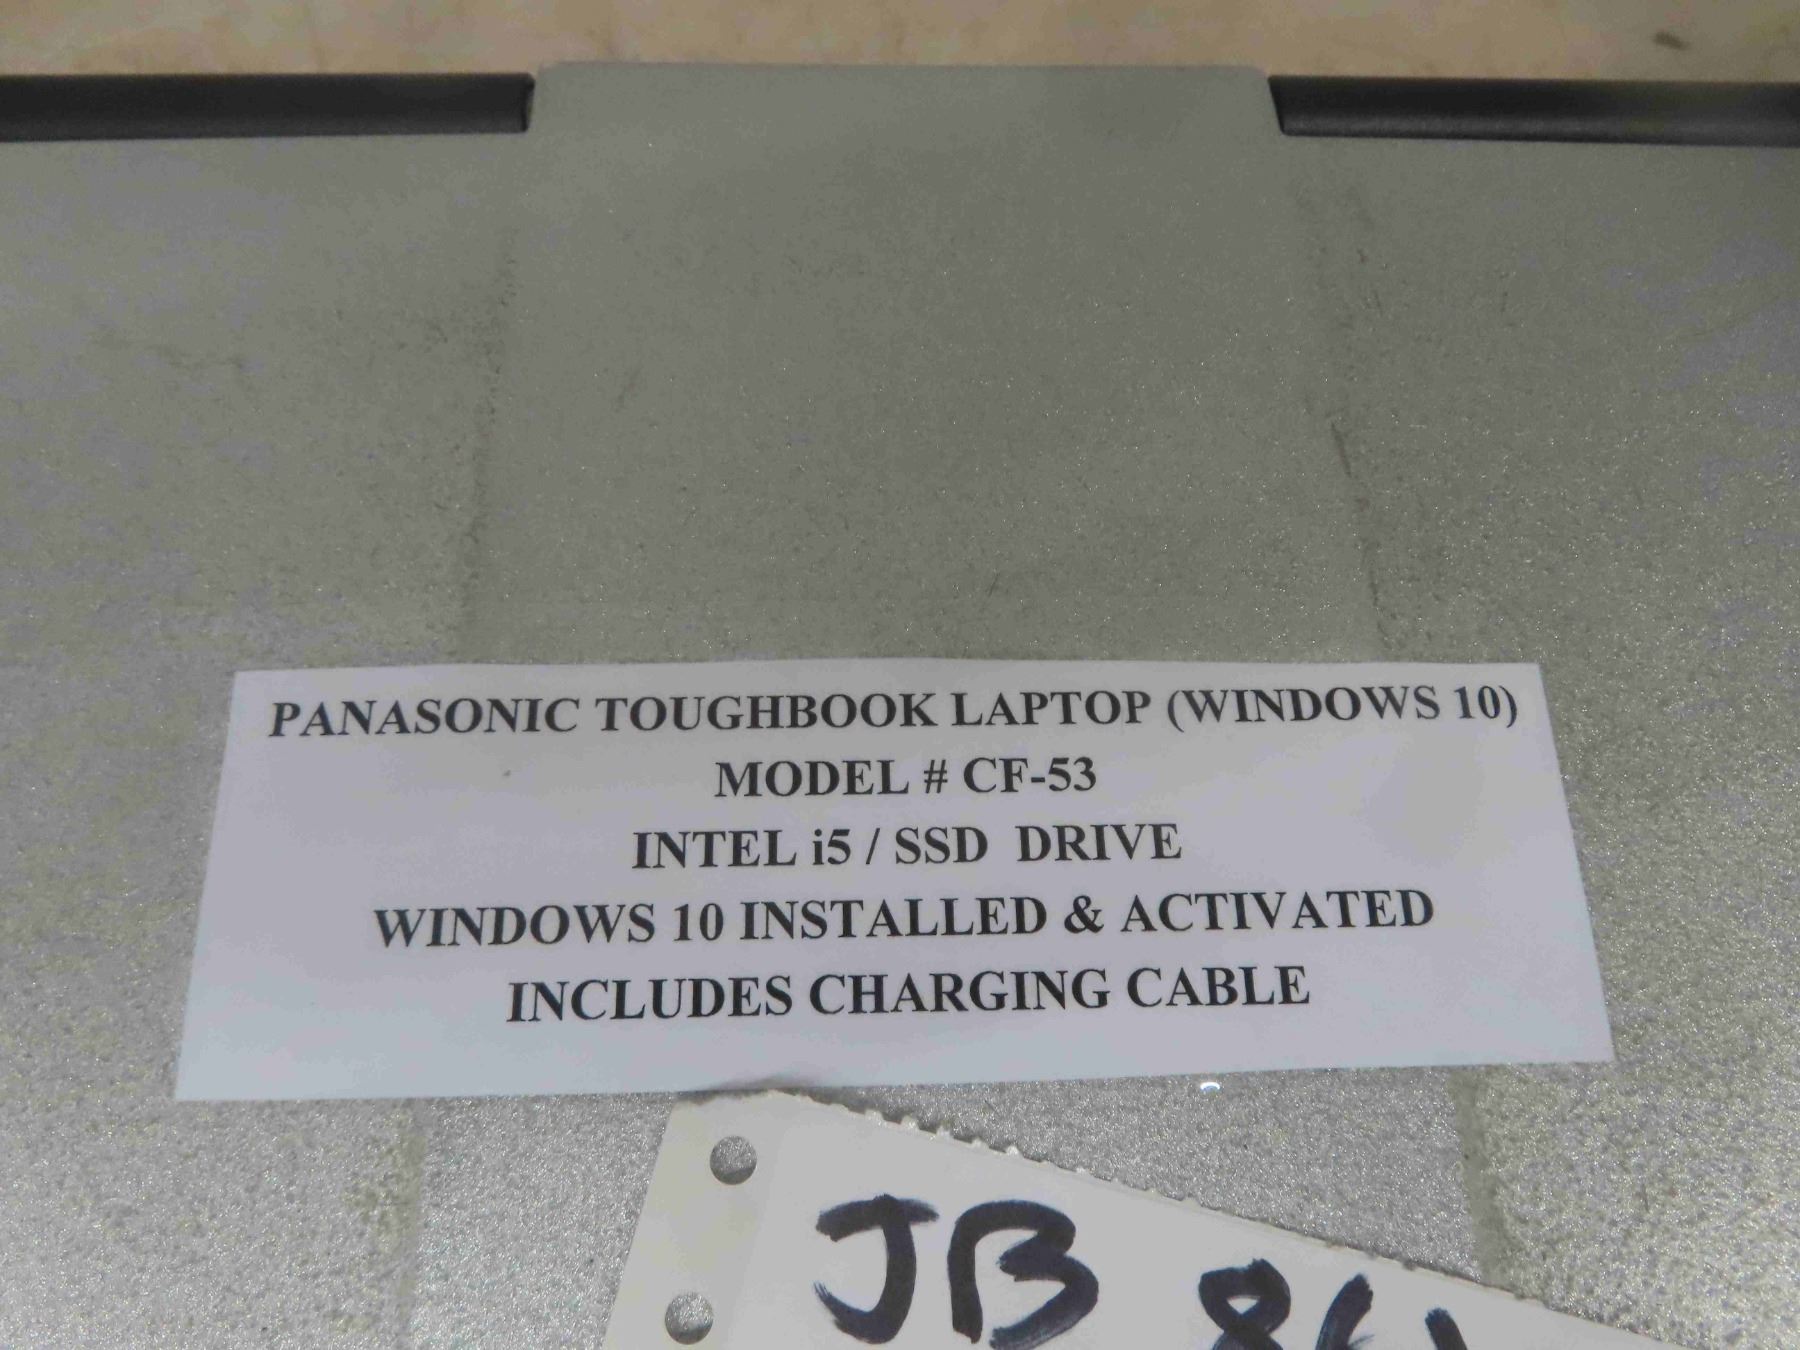 PANASONIC TOUGHBOOK LAPTOP (WINDOWS 10)
MODEL # CF-53
INTEL i5 / SSD DRIVE
WINDOWS 10 INSTALLED & ACTIVATED
INCLUDES CHARGING CABLE
JB